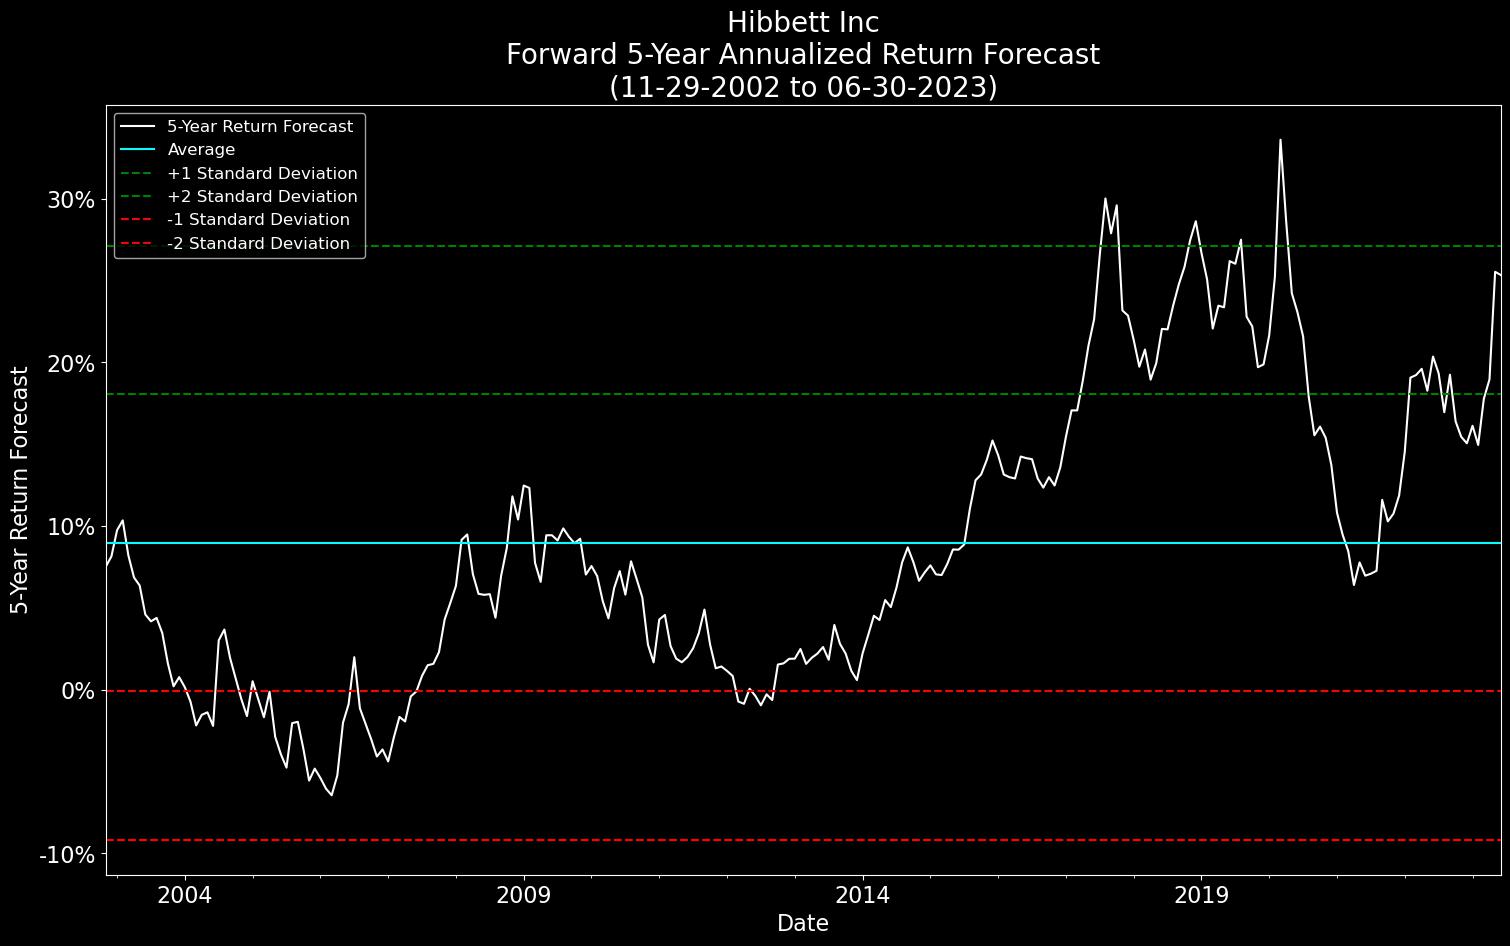 Hibbett Inc
Forward 5-Year Annualized Return Forecast
(11-29-2002 to 06-30-2023)
5-Year Return Forecast
Average
+1 Standard Deviation
+2 Standard Deviation
-1 Standard Deviation
-2 Standard Deviation
30%
20%
10%
0%
-10%
5-Year Return Forecast
2004 2009 2014 2019
Date